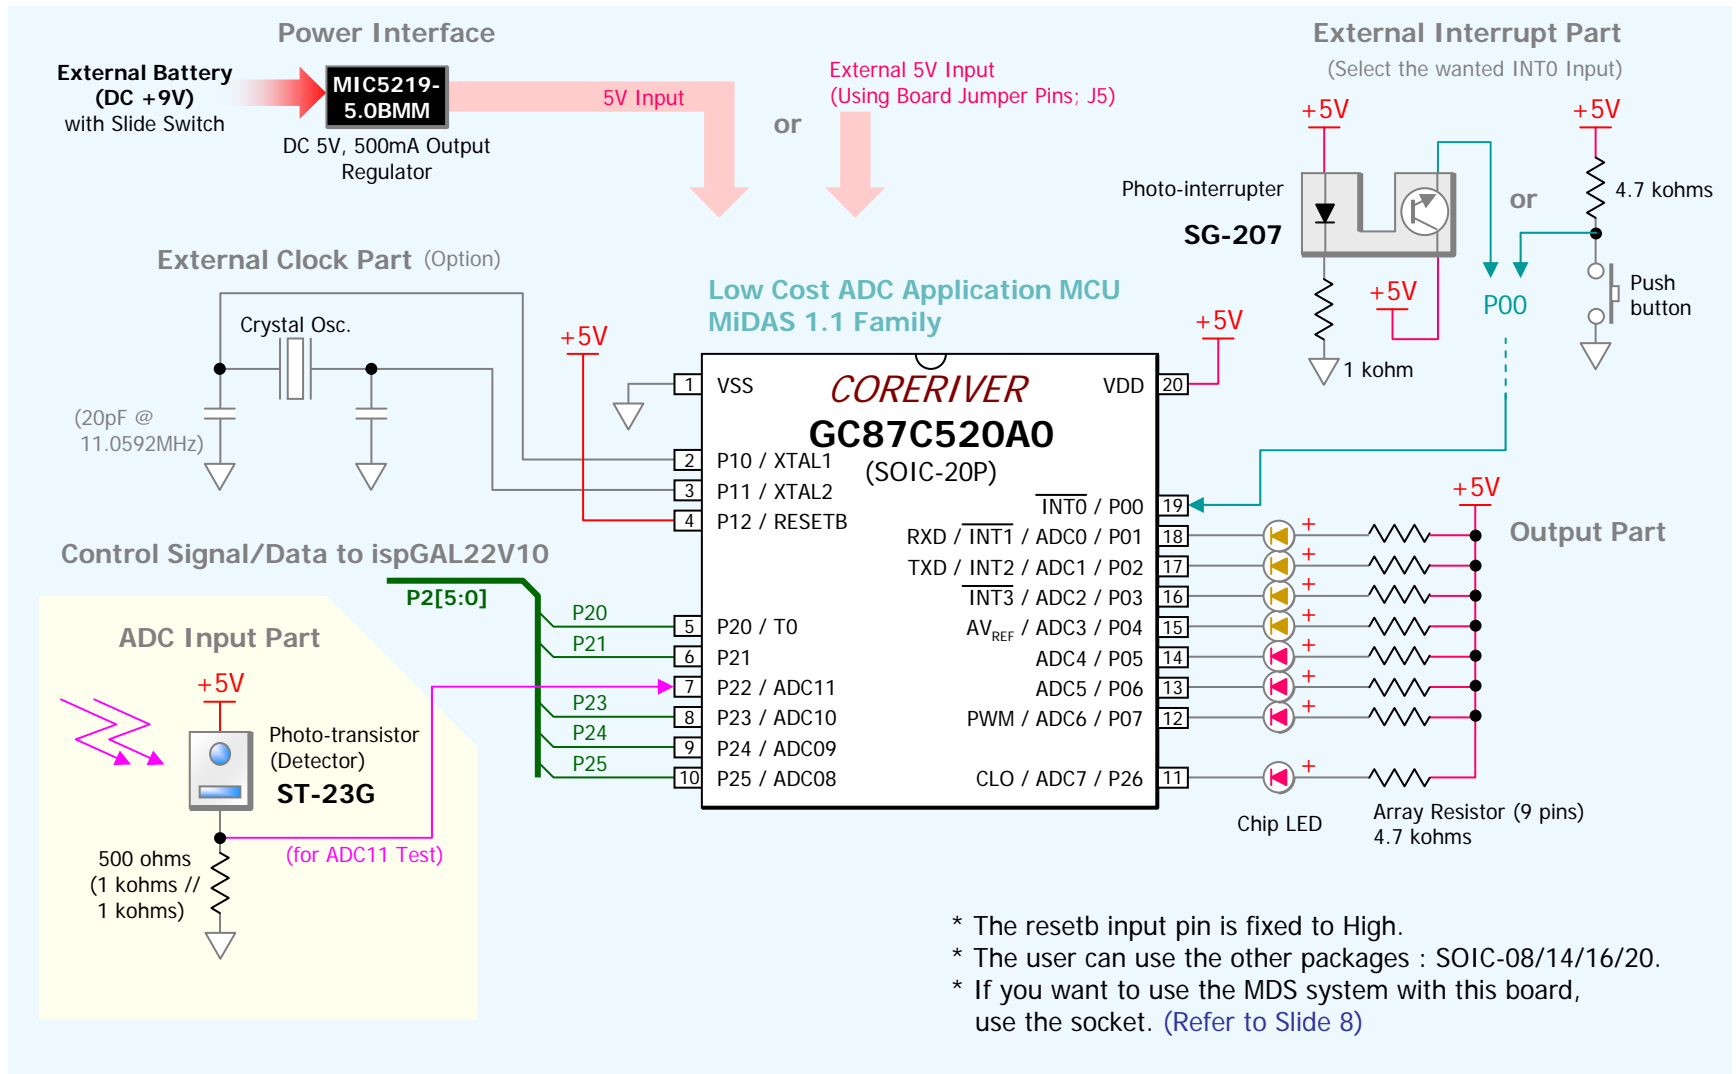 Power Interface
External Battery
(DC +9V)
with Slide Switch
MIC5219-
5.0BMM
DC 5V, 500mA Output
Regulator
5V Input
or
External 5V Input
(Using Board Jumper Pins; J5)
External Interrupt Part
(Select the wanted INT0 Input)
+5V
+5V
Photo-interrupter
SG-207
or
4.7 kohms
+5V
P00
Push
button
1 kohm
External Clock Part (Option)
Crystal Osc.
(20pF @
11.0592MHz)
+5V
Low Cost ADC Application MCU
MiDAS 1.1 Family
+5V
CORERIVER
GC87C520A0
(SOIC-20P)
1 VSS
2 P10 / XTAL1
3 P11 / XTAL2
4 P12 / RESETB
5 P20 / T0
6 P21
7 P22 / ADC11
8 P23 / ADC10
9 P24 / ADC09
10 P25 / ADC08
VDD 20
INT0 / P00 19
RXD / INT1 / ADC0 / P01 18
TXD / INT2 / ADC1 / P02 17
INT3 / ADC2 / P03 16
AVREF / ADC3 / P04 15
ADC4 / P05 14
ADC5 / P06 13
PWM / ADC6 / P07 12
CLO / ADC7 / P26 11
+5V
Output Part
+
+
+
+
+
+
+
+
Chip LED
Array Resistor (9 pins)
4.7 kohms
Control Signal/Data to ispGAL22V10
P2[5:0]
P20
P21
P23
P24
P25
ADC Input Part
+5V
Photo-transistor
(Detector)
ST-23G
(for ADC11 Test)
500 ohms
(1 kohms //
1 kohms)
* The resetb input pin is fixed to High.
* The user can use the other packages : SOIC-08/14/16/20.
* If you want to use the MDS system with this board,
use the socket. (Refer to Slide 8)